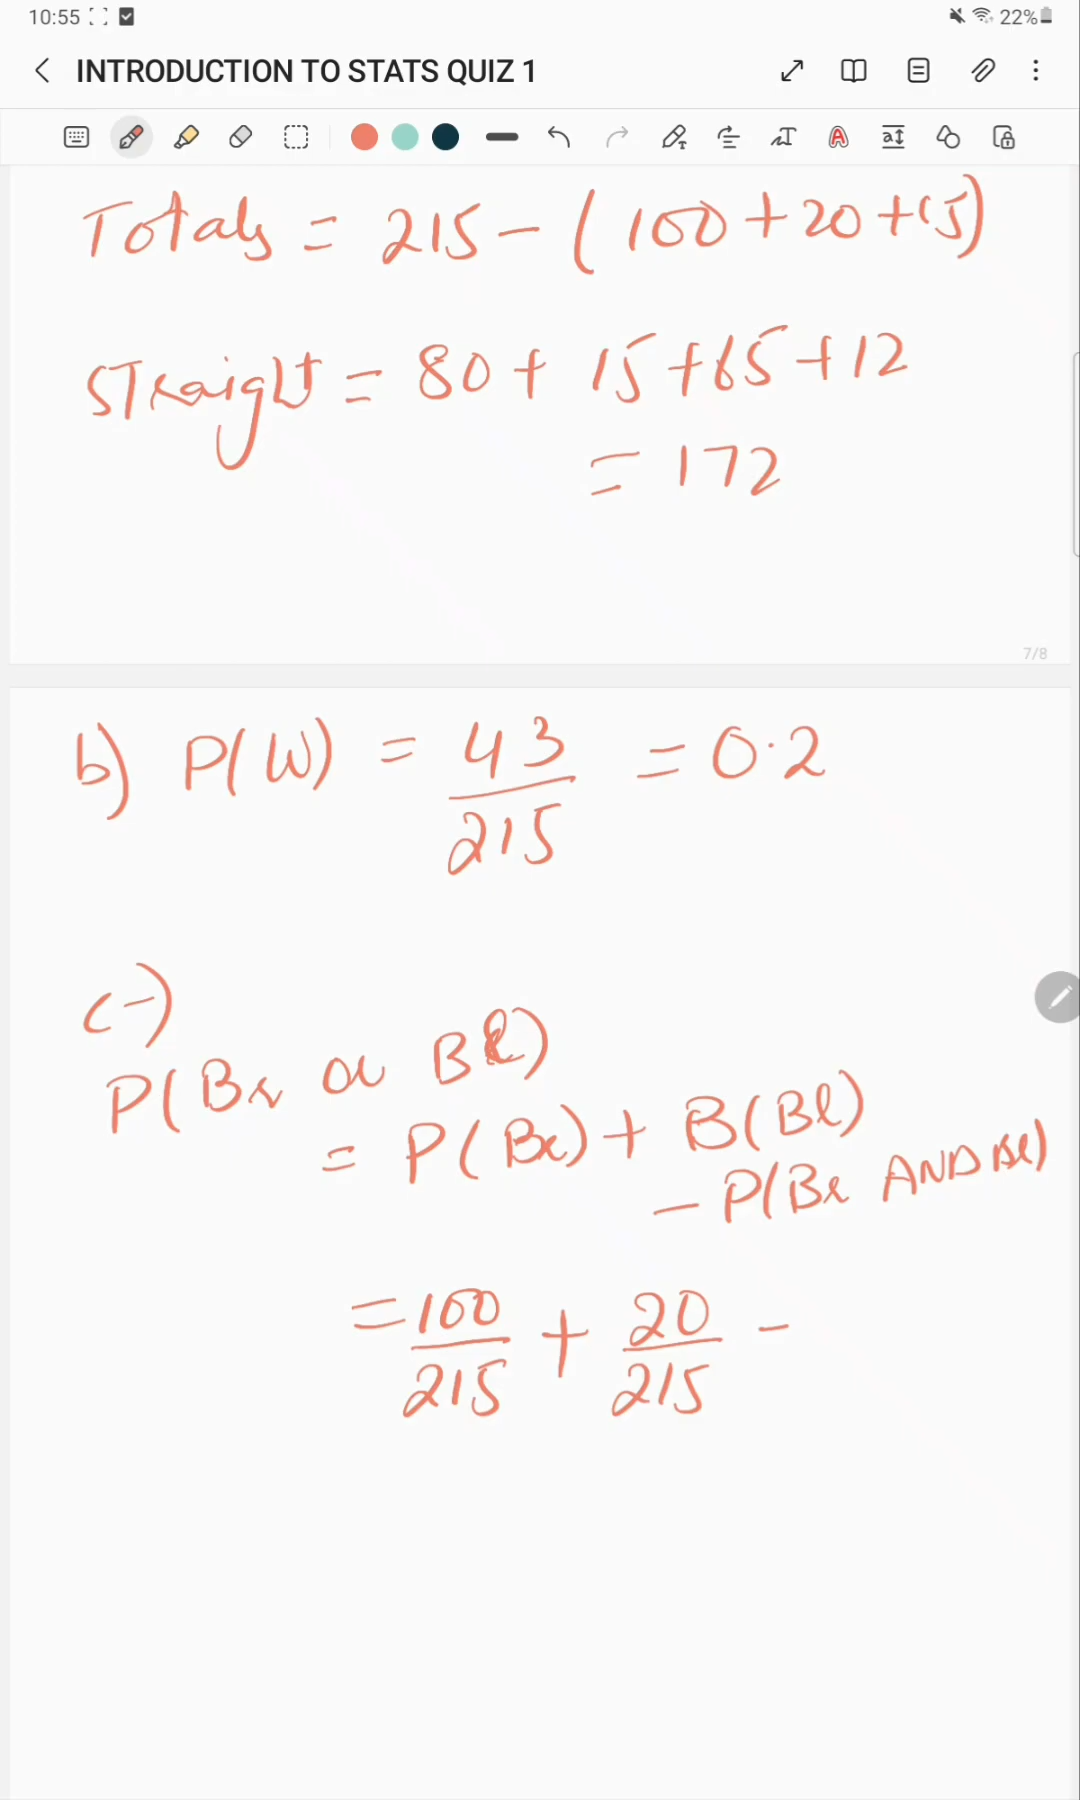 10:55
22%
INTRODUCTION TO STATS QUIZ 1
Totals = 215 - (100 + 20 + 15)
Straight = 80 + 15 + 65 + 12
= 172
7/8
b) P(W) = 43/215 = 0.2
c-)
P(Br or Bl)
= P(Br) + B(Bl)
- P(Br AND Bl)
= 100/215 + 20/215 -